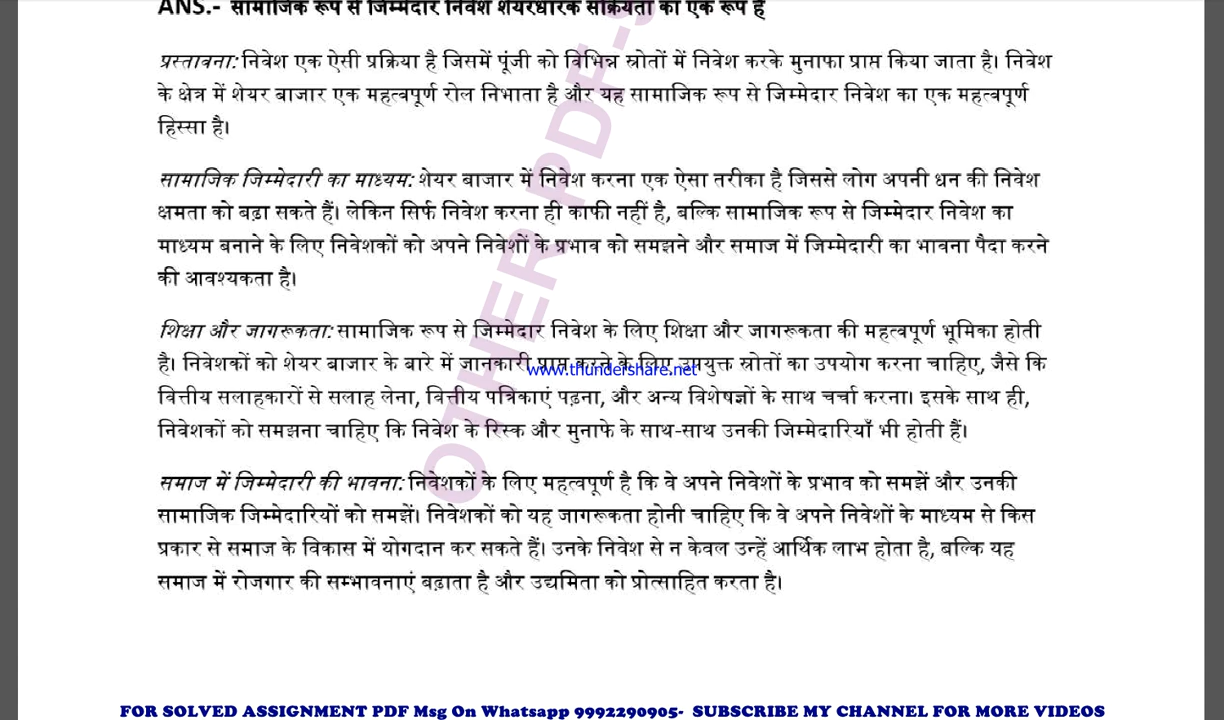 ANS.- सामाजिक रूप से जिम्मेदार निवेश शेयरधारक सक्रियता का एक रूप है
प्रस्तावना: निवेश एक ऐसी प्रक्रिया है जिसमें पूंजी को विभिन्न स्रोतों में निवेश करके मुनाफा प्राप्त किया जाता है। निवेश
के क्षेत्र में शेयर बाजार एक महत्वपूर्ण रोल निभाता है और यह सामाजिक रूप से जिम्मेदार निवेश का एक महत्वपूर्ण
हिस्सा है।
सामाजिक जिम्मेदारी का माध्यम: शेयर बाजार में निवेश करना एक ऐसा तरीका है जिससे लोग अपनी धन की निवेश
क्षमता को बढ़ा सकते हैं। लेकिन सिर्फ निवेश करना ही काफी नहीं है, बल्कि सामाजिक रूप से जिम्मेदार निवेश का
माध्यम बनाने के लिए निवेशकों को अपने निवेशों के प्रभाव को समझने और समाज में जिम्मेदारी का भावना पैदा करने
की आवश्यकता है।
शिक्षा और जागरूकता: सामाजिक रूप से जिम्मेदार निवेश के लिए शिक्षा और जागरूकता की महत्वपूर्ण भूमिका होती
है। निवेशकों को शेयर बाजार के बारे में जानकारी प्राप्त करने के लिए उपयुक्त स्रोतों का उपयोग करना चाहिए, जैसे कि
www.thundershare.net
वित्तीय सलाहकारों से सलाह लेना, वित्तीय पत्रिकाएं पढ़ना, और अन्य विशेषज्ञों के साथ चर्चा करना। इसके साथ ही,
निवेशकों को समझना चाहिए कि निवेश के रिस्क और मुनाफे के साथ-साथ उनकी जिम्मेदारियाँ भी होती हैं।
समाज में जिम्मेदारी की भावना: निवेशकों के लिए महत्वपूर्ण है कि वे अपने निवेशों के प्रभाव को समझें और उनकी
सामाजिक जिम्मेदारियों को समझें। निवेशकों को यह जागरूकता होनी चाहिए कि वे अपने निवेशों के माध्यम से किस
प्रकार से समाज के विकास में योगदान कर सकते हैं। उनके निवेश से न केवल उन्हें आर्थिक लाभ होता है, बल्कि यह
समाज में रोजगार की सम्भावनाएं बढ़ाता है और उद्यमिता को प्रोत्साहित करता है।
OTHER PDF-9
FOR SOLVED ASSIGNMENT PDF Msg On Whatsapp 9992290905- SUBSCRIBE MY CHANNEL FOR MORE VIDEOS